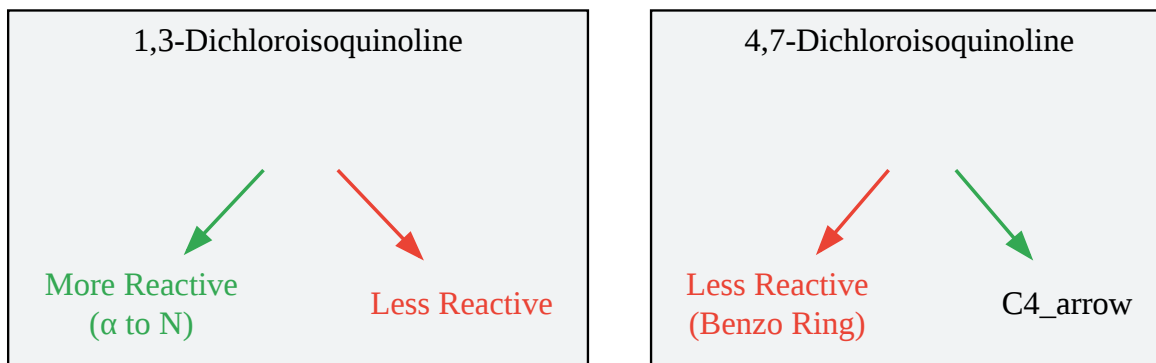 1,3-Dichloroisoquinoline
More Reactive
(α to N)
Less Reactive
4,7-Dichloroisoquinoline
Less Reactive
(Benzo Ring)
C4_arrow